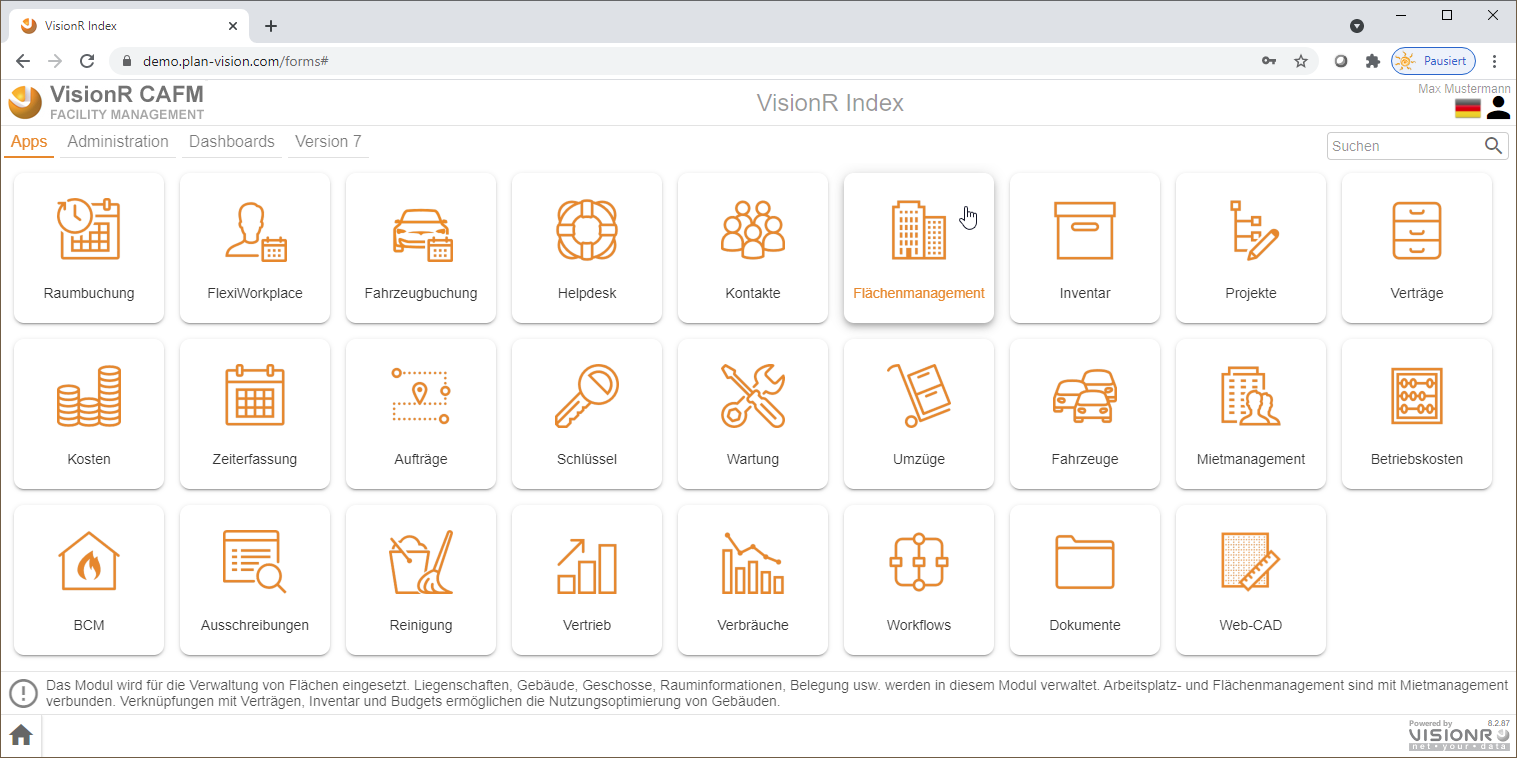 VisionR Index
demo.plan-vision.com/forms#
Pausiert
VisionR CAFM
FACILITY MANAGEMENT
VisionR Index
Max Mustermann
Apps Administration Dashboards Version 7
Suchen
Raumbuchung FlexiWorkplace Fahrzeugbuchung Helpdesk Kontakte Flächenmanagement Inventar Projekte Verträge
Kosten Zeiterfassung Aufträge Schlüssel Wartung Umzüge Fahrzeuge Mietmanagement Betriebskosten
BCM Ausschreibungen Reinigung Vertrieb Verbräuche Workflows Dokumente Web-CAD
Das Modul wird für die Verwaltung von Flächen eingesetzt. Liegenschaften, Gebäude, Geschosse, Rauminformationen, Belegung usw. werden in diesem Modul verwaltet. Arbeitsplatz- und Flächenmanagement sind mit Mietmanagement
verbunden. Verknüpfungen mit Verträgen, Inventar und Budgets ermöglichen die Nutzungsoptimierung von Gebäuden.
Powered by 8.2.87
VISIONR
net • your • data